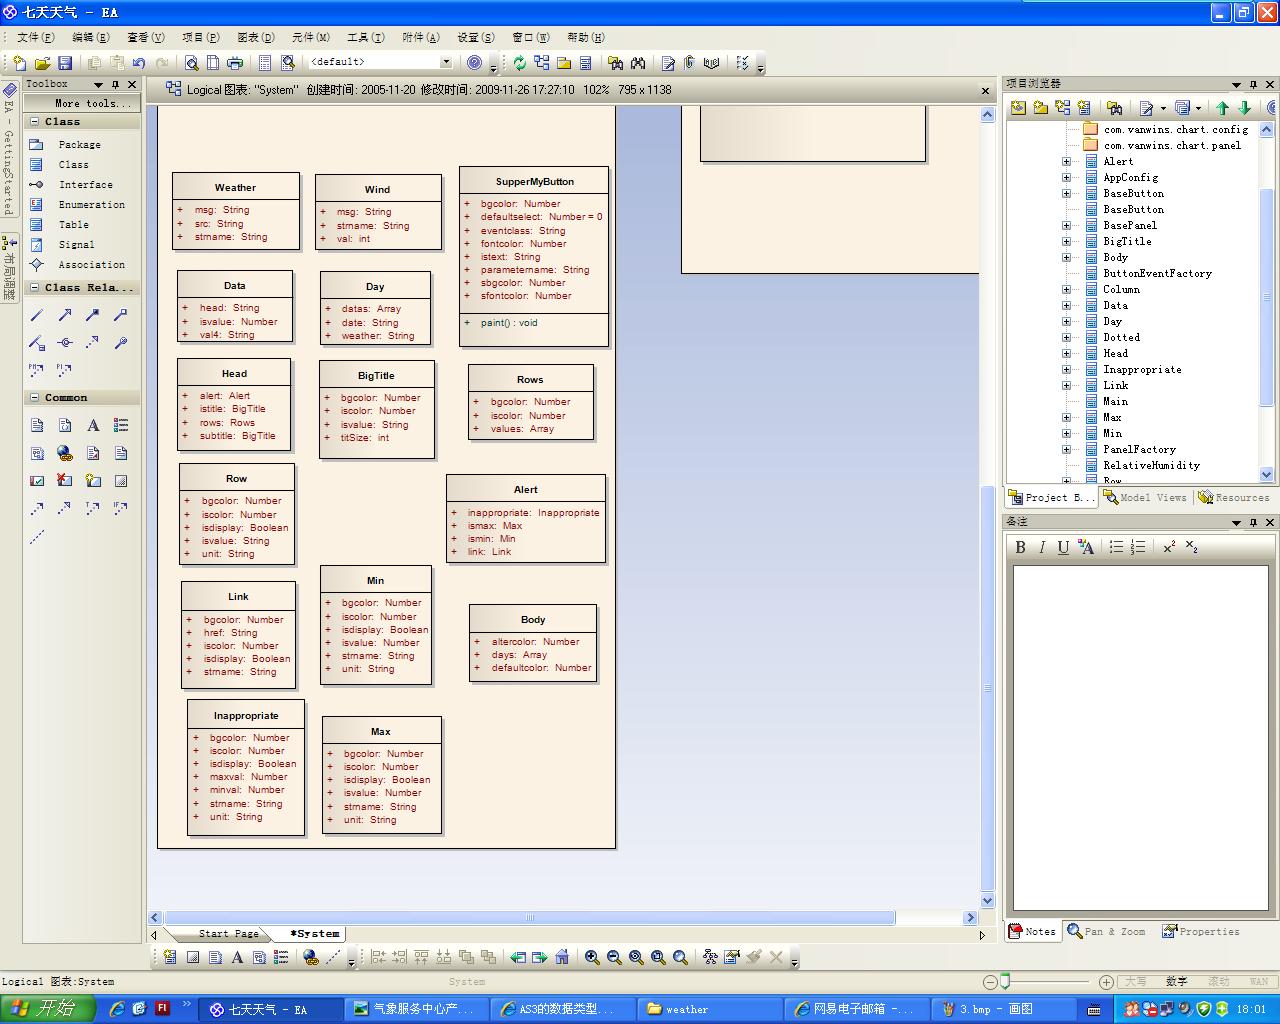 七天天气 - EA
文件(F) 编辑(E) 查看(V) 项目(P) 图表(D) 元件(M) 工具(T) 附件(A) 设置(S) 窗口(W) 帮助(H)
<default>
Toolbox
More tools...
Class
Package
Class
Interface
Enumeration
Table
Signal
Association
Class Rela...
Common
EA - GettingStarted
布局调整
Logical 图表: "System" 创建时间: 2005-11-20 修改时间: 2009-11-26 17:27:10 102% 795 x 1138
Weather
+ msg: String
+ src: String
+ strname: String
Wind
+ msg: String
+ strname: String
+ val: int
SupperMyButton
+ bgcolor: Number
+ defaultselect: Number = 0
+ eventclass: String
+ fontcolor: Number
+ istext: String
+ parametername: String
+ sbgcolor: Number
+ sfontcolor: Number
+ paint() : void
Data
+ head: String
+ isvalue: Number
+ val4: String
Day
+ datas: Array
+ date: String
+ weather: String
Head
+ alert: Alert
+ istitle: BigTitle
+ rows: Rows
+ subtitle: BigTitle
BigTitle
+ bgcolor: Number
+ iscolor: Number
+ isvalue: String
+ titSize: int
Rows
+ bgcolor: Number
+ iscolor: Number
+ values: Array
Row
+ bgcolor: Number
+ iscolor: Number
+ isdisplay: Boolean
+ isvalue: String
+ unit: String
Alert
+ inappropriate: Inappropriate
+ ismax: Max
+ ismin: Min
+ link: Link
Link
+ bgcolor: Number
+ href: String
+ iscolor: Number
+ isdisplay: Boolean
+ strname: String
Min
+ bgcolor: Number
+ iscolor: Number
+ isdisplay: Boolean
+ isvalue: Number
+ strname: String
+ unit: String
Body
+ altercolor: Number
+ days: Array
+ defaultcolor: Number
Inappropriate
+ bgcolor: Number
+ iscolor: Number
+ isdisplay: Boolean
+ maxval: Number
+ minval: Number
+ strname: String
+ unit: String
Max
+ bgcolor: Number
+ iscolor: Number
+ isdisplay: Boolean
+ isvalue: Number
+ strname: String
+ unit: String
Start Page *System
项目浏览器
com.vanwins.chart.config
com.vanwins.chart.panel
Alert
AppConfig
BaseButton
BaseButton
BasePanel
BigTitle
Body
ButtonEventFactory
Column
Data
Day
Dotted
Head
Inappropriate
Link
Main
Max
Min
PanelFactory
RelativeHumidity
Row
Project B... Model Views Resources
备注
B I U A x² x₂
Notes Pan & Zoom Properties
Logical 图表:System System 大写 数字 滚动 WAN
开始 七天天气 - EA 气象服务中心产... AS3的数据类型... weather 网易电子邮箱 -... 3.bmp - 画图 18:01